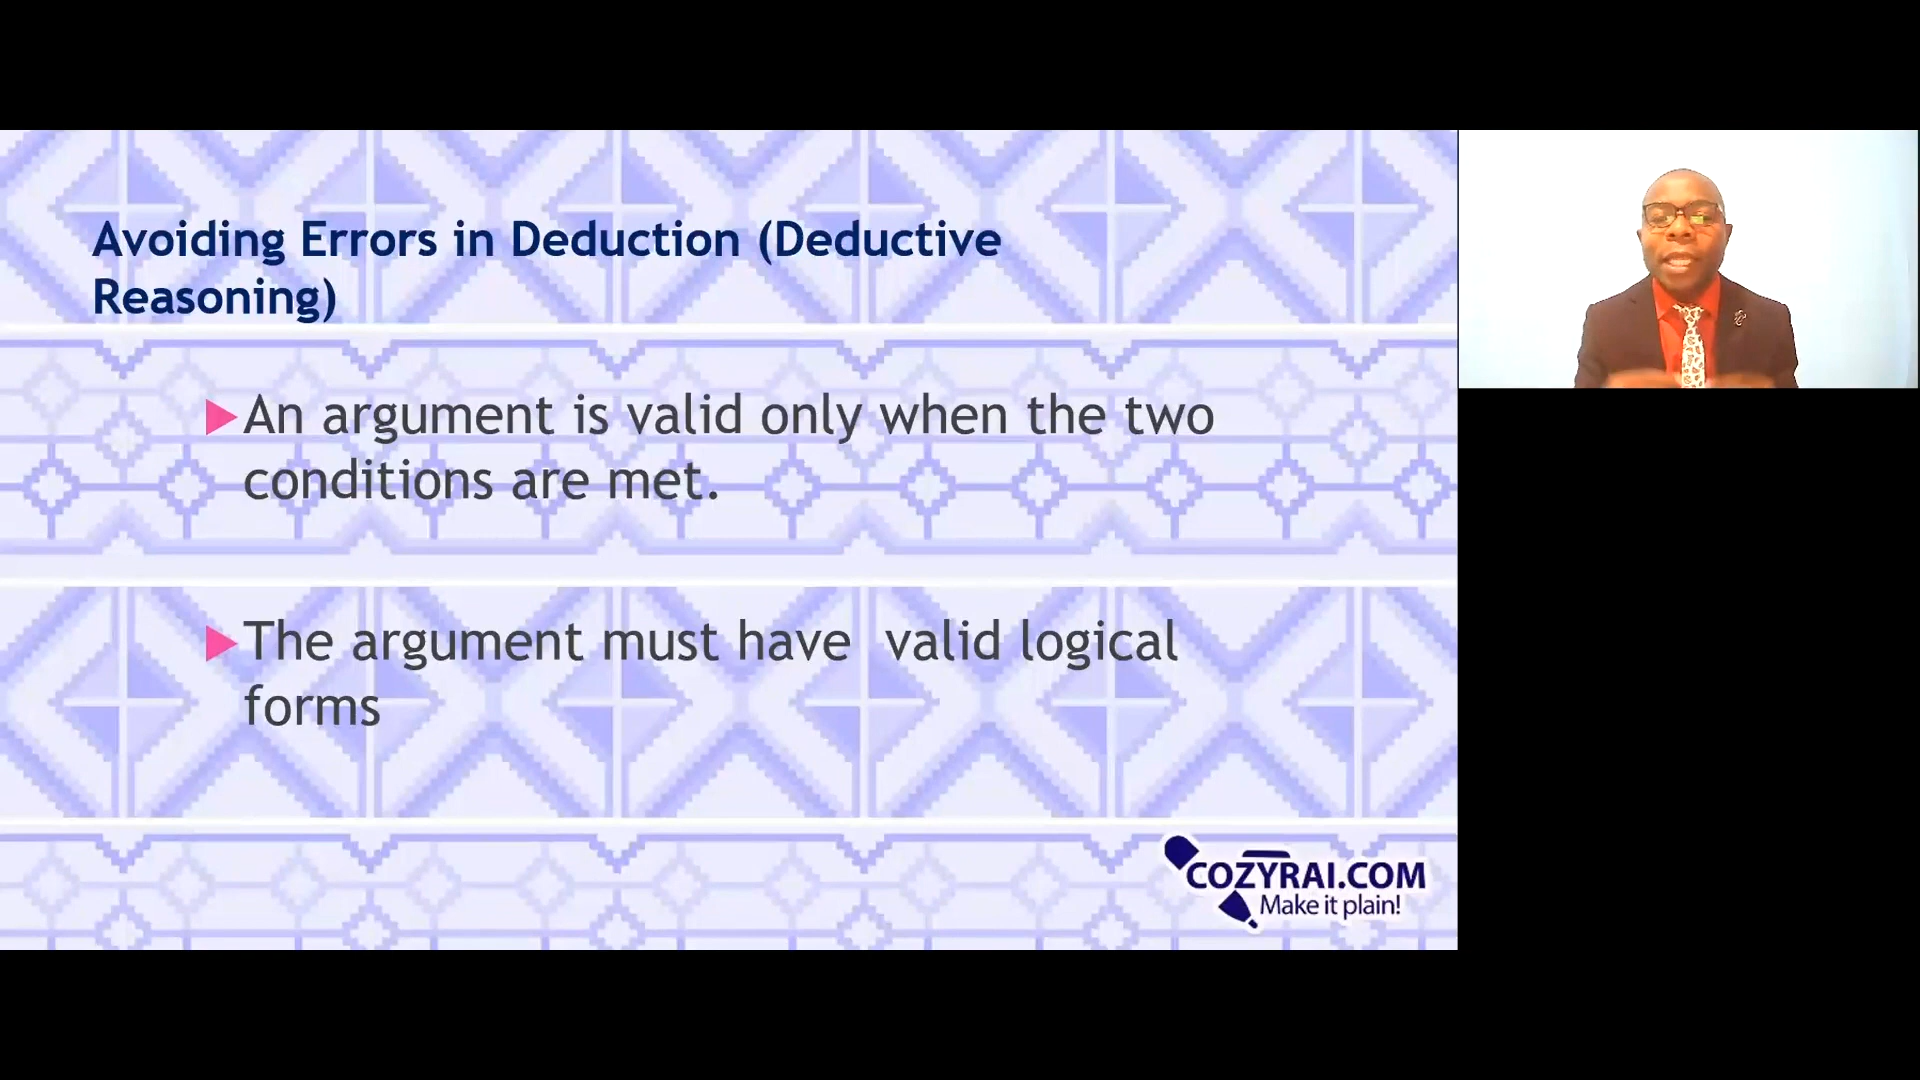 Avoiding Errors in Deduction (Deductive
Reasoning)
An argument is valid only when the two
conditions are met.
The argument must have valid logical
forms
COZYRAI.COM
Make it plain!